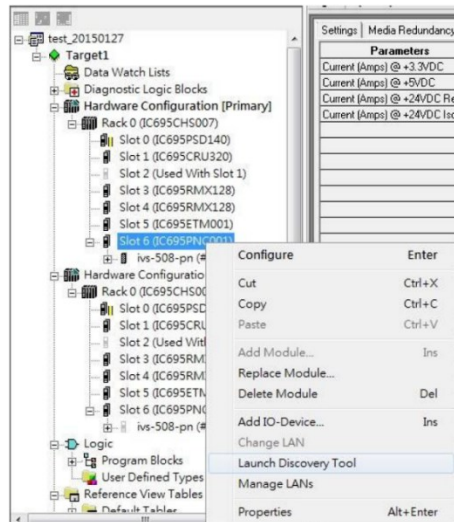 test_20150127
Target1
Data Watch Lists
Diagnostic Logic Blocks
Hardware Configuration [Primary]
Rack 0 (IC695CHS007)
Slot 0 (IC695PSD140)
Slot 1 (IC695CRU320)
Slot 2 (Used With Slot 1)
Slot 3 (IC695RMX128)
Slot 4 (IC695RMX128)
Slot 5 (IC695ETM001)
Slot 6 (IC695PNC001)
ivs-508-pn (#
Hardware Configuratio
Rack 0 (IC695CHS00
Slot 0 (IC695PSD
Slot 1 (IC695CRU
Slot 2 (Used Wit
Slot 3 (IC695RM
Slot 4 (IC695RM
Slot 5 (IC695ETM
Slot 6 (IC695PNC
ivs-508-pn (#
Logic
Program Blocks
User Defined Types
Reference View Tables
Default Tables
Settings Media Redundancy
Parameters
Current (Amps) @ +3.3VDC
Current (Amps) @ +5VDC
Current (Amps) @ +24VDC Re
Current (Amps) @ +24VDC Iso
Configure Enter
Cut Ctrl+X
Copy Ctrl+C
Paste Ctrl+V
Add Module... Ins
Replace Module...
Delete Module Del
Add IO-Device... Ins
Change LAN
Launch Discovery Tool
Manage LANs
Properties Alt+Enter